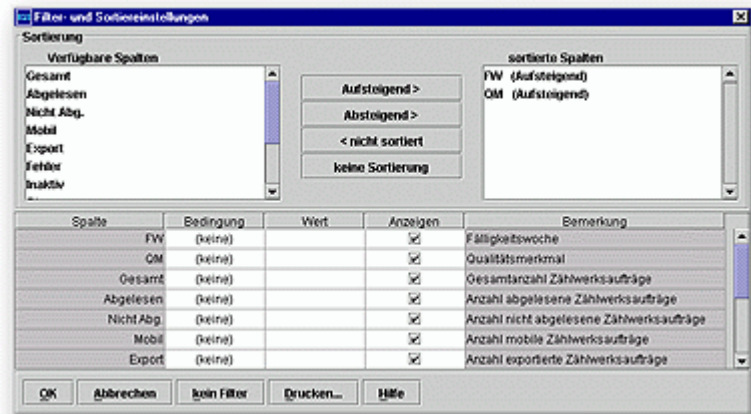 Filter- und Sortiereinstellungen
Sortierung
Verfügbare Spalten
sortierte Spalten
Gesamt
Abgelesen
Nicht Abg.
Mobil
Export
Fehler
Inaktiv
Aufsteigend >
Absteigend >
< nicht sortiert
keine Sortierung
FW (Aufsteigend)
QM (Aufsteigend)
Spalte Bedingung Wert Anzeigen Bemerkung
FW (keine) Fälligkeitswoche
QM (keine) Qualitätsmerkmal
Gesamt (keine) Gesamtanzahl Zählwerksaufträge
Abgelesen (keine) Anzahl abgelesene Zählwerksaufträge
Nicht Abg. (keine) Anzahl nicht abgelesene Zählwerksaufträge
Mobil (keine) Anzahl mobile Zählwerksaufträge
Export (keine) Anzahl exportierte Zählwerksaufträge
OK Abbrechen kein Filter Drucken... Hilfe